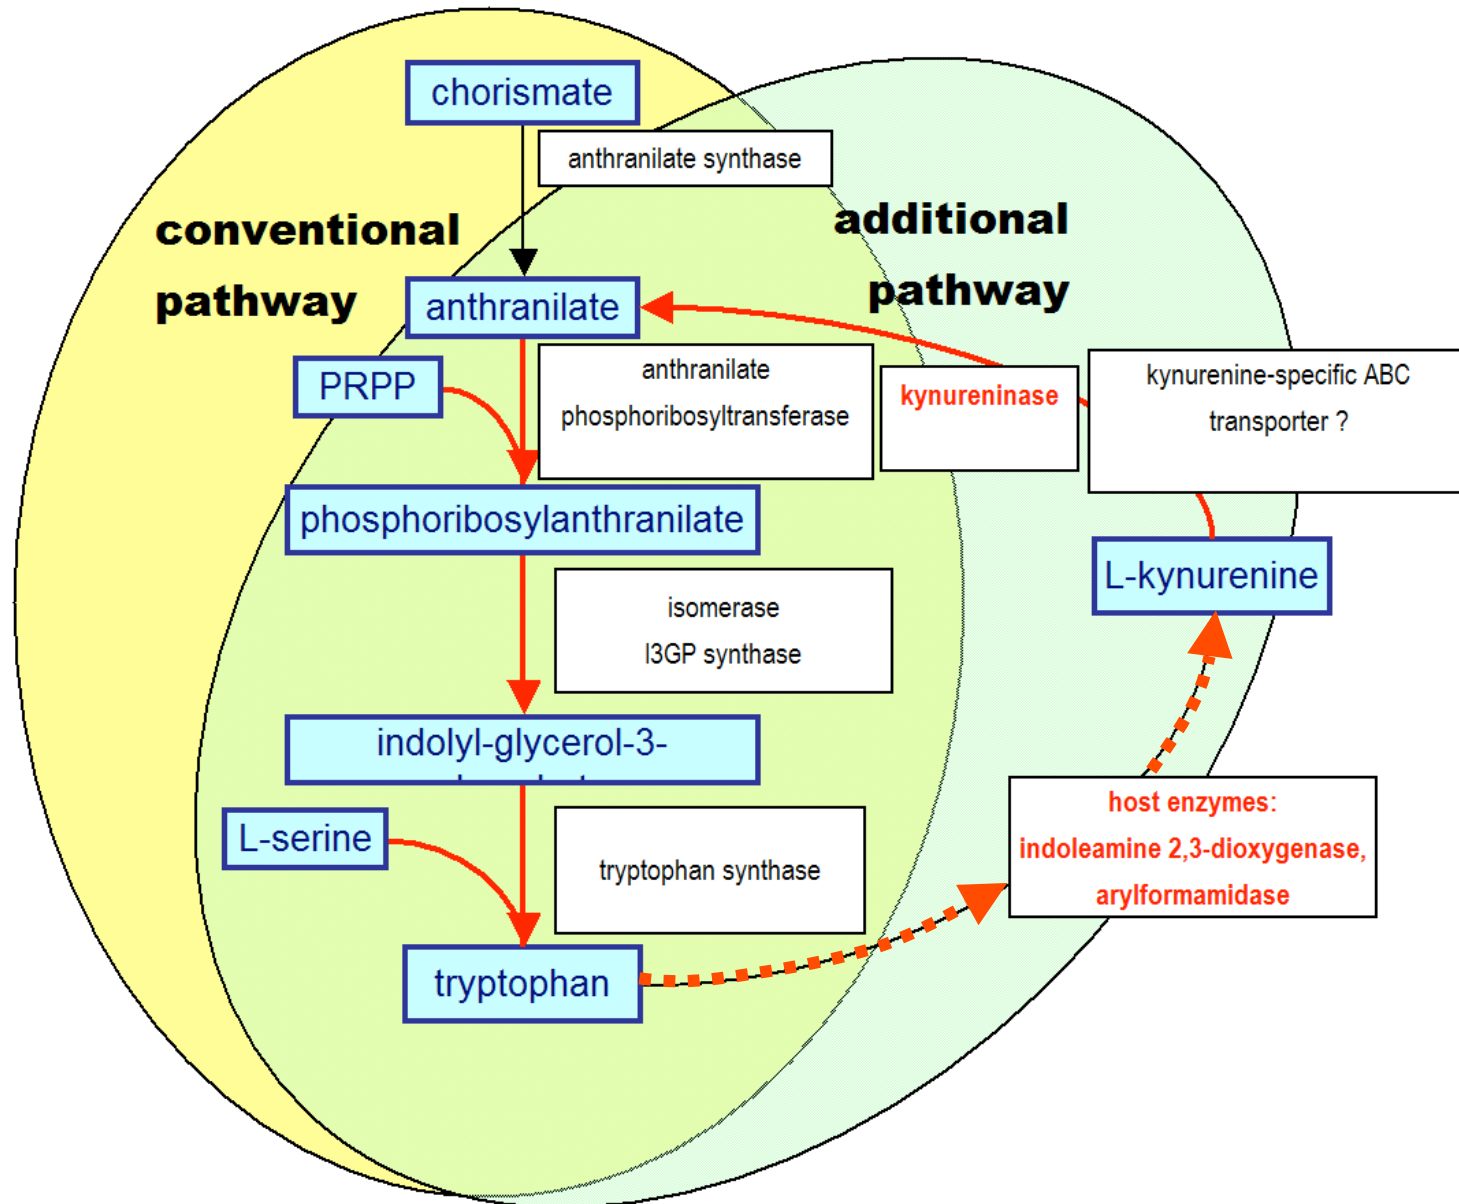 chorismate
anthranilate synthase
conventional
pathway
additional
pathway
anthranilate
PRPP
anthranilate
phosphoribosyltransferase
kynureninase
kynurenine-specific ABC
transporter ?
phosphoribosylanthranilate
L-kynurenine
isomerase
I3GP synthase
indolyl-glycerol-3-
L-serine
tryptophan synthase
host enzymes:
indoleamine 2,3-dioxygenase,
arylformamidase
tryptophan